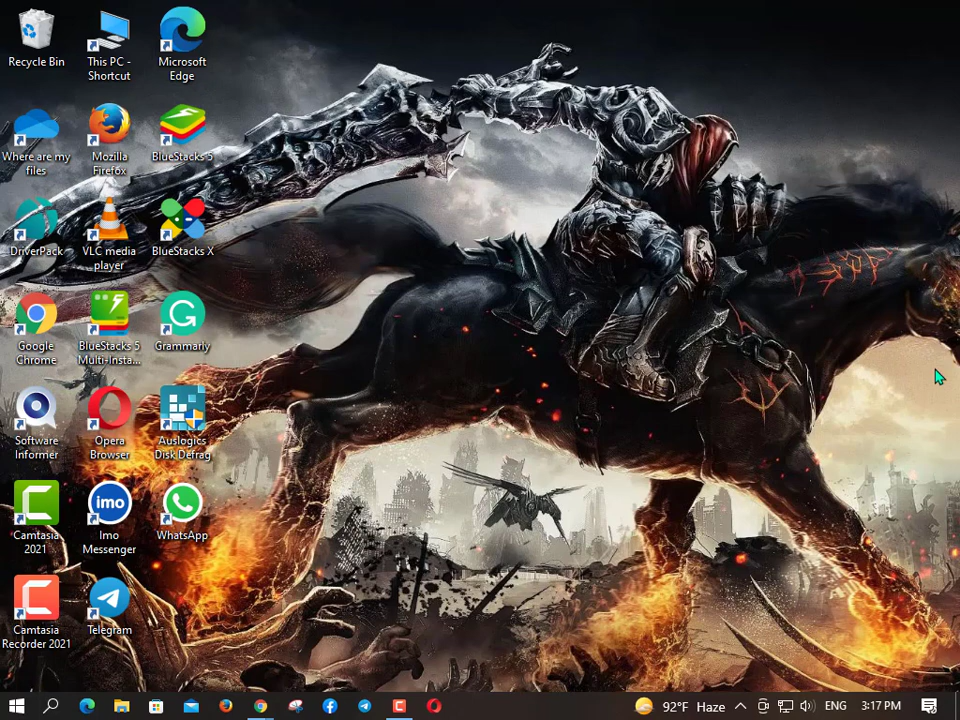 Recycle Bin
This PC -
Shortcut
Microsoft
Edge
Where are my
files
Mozilla
Firefox
BlueStacks 5
DriverPack
VLC media
player
BlueStacks X
Google
Chrome
BlueStacks 5
Multi-Insta...
Grammarly
Software
Informer
Opera
Browser
Auslogics
Disk Defrag
Camtasia
2021
imo
Imo
Messenger
WhatsApp
Camtasia
Recorder 2021
Telegram
92°F Haze
ENG
3:17 PM